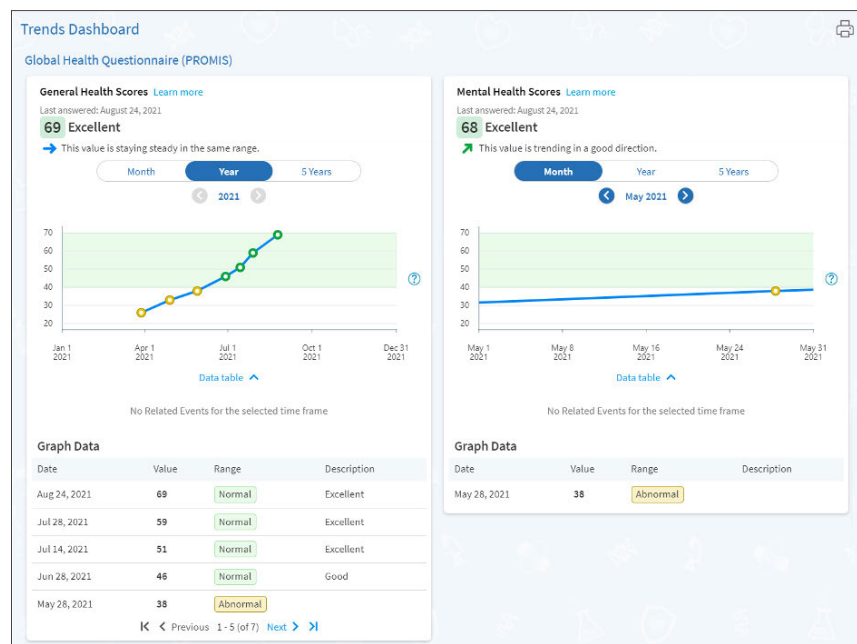 Trends Dashboard
Global Health Questionnaire (PROMIS)
General Health Scores Learn more
Last answered: August 24, 2021
69 Excellent
This value is staying steady in the same range.
Month Year 5 Years
2021
70
60
50
40
30
20
Jan 1 2021
Apr 1 2021
Jul 1 2021
Oct 1 2021
Dec 31 2021
Data table
No Related Events for the selected time frame
Graph Data
Date Value Range Description
Aug 24, 2021 69 Normal Excellent
Jul 28, 2021 59 Normal Excellent
Jul 14, 2021 51 Normal Excellent
Jun 28, 2021 46 Normal Good
May 28, 2021 38 Abnormal
Previous 1 - 5 (of 7) Next
Mental Health Scores Learn more
Last answered: August 24, 2021
68 Excellent
This value is trending in a good direction.
Month Year 5 Years
May 2021
70
60
50
40
30
20
May 1 2021
May 8 2021
May 16 2021
May 24 2021
May 31 2021
Data table
No Related Events for the selected time frame
Graph Data
Date Value Range Description
May 28, 2021 38 Abnormal